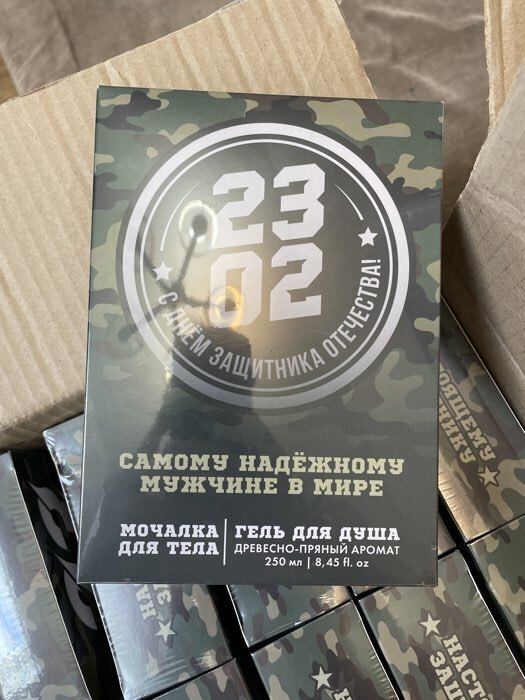 23
02
С ДНЁМ ЗАЩИТНИКА ОТЕЧЕСТВА!
САМОМУ НАДЁЖНОМУ
МУЖЧИНЕ В МИРЕ
МОЧАЛКА
ДЛЯ ТЕЛА
ГЕЛЬ ДЛЯ ДУША
ДРЕВЕСНО-ПРЯНЫЙ АРОМАТ
250 мл | 8,45 fl. oz